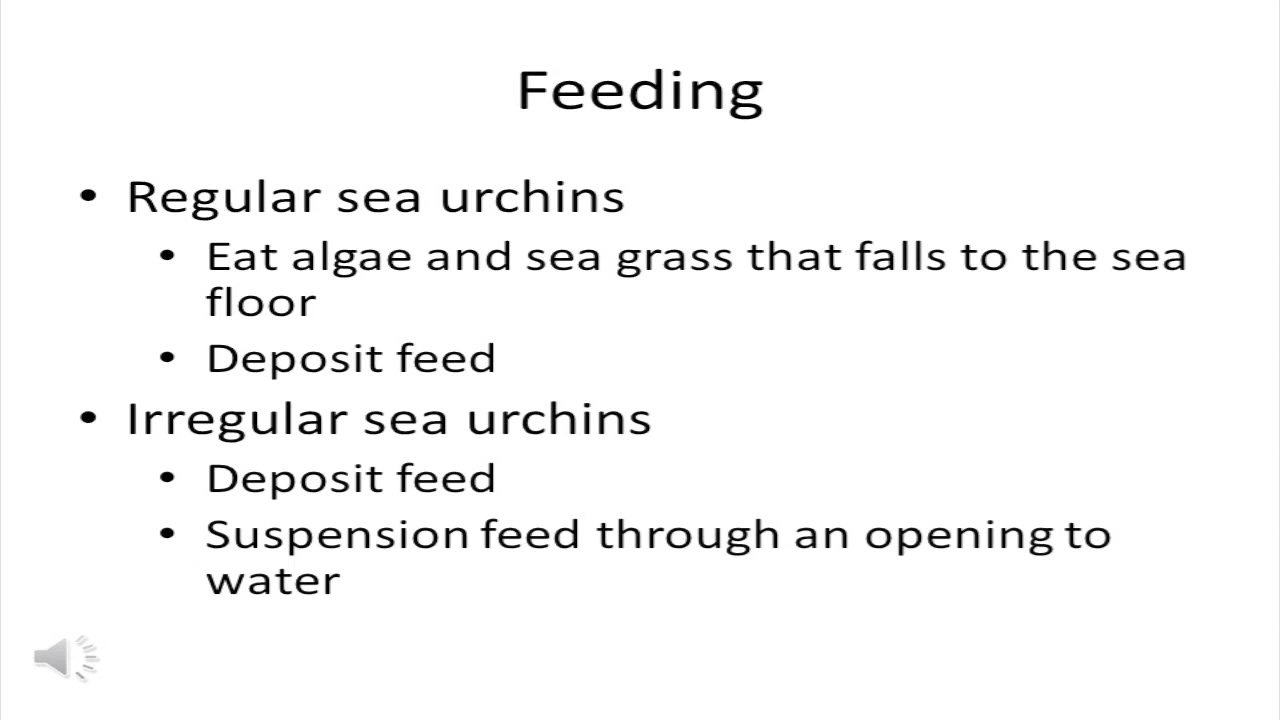 Feeding
• Regular sea urchins
• Eat algae and sea grass that falls to the sea
floor
• Deposit feed
• Irregular sea urchins
• Deposit feed
• Suspension feed through an opening to
water